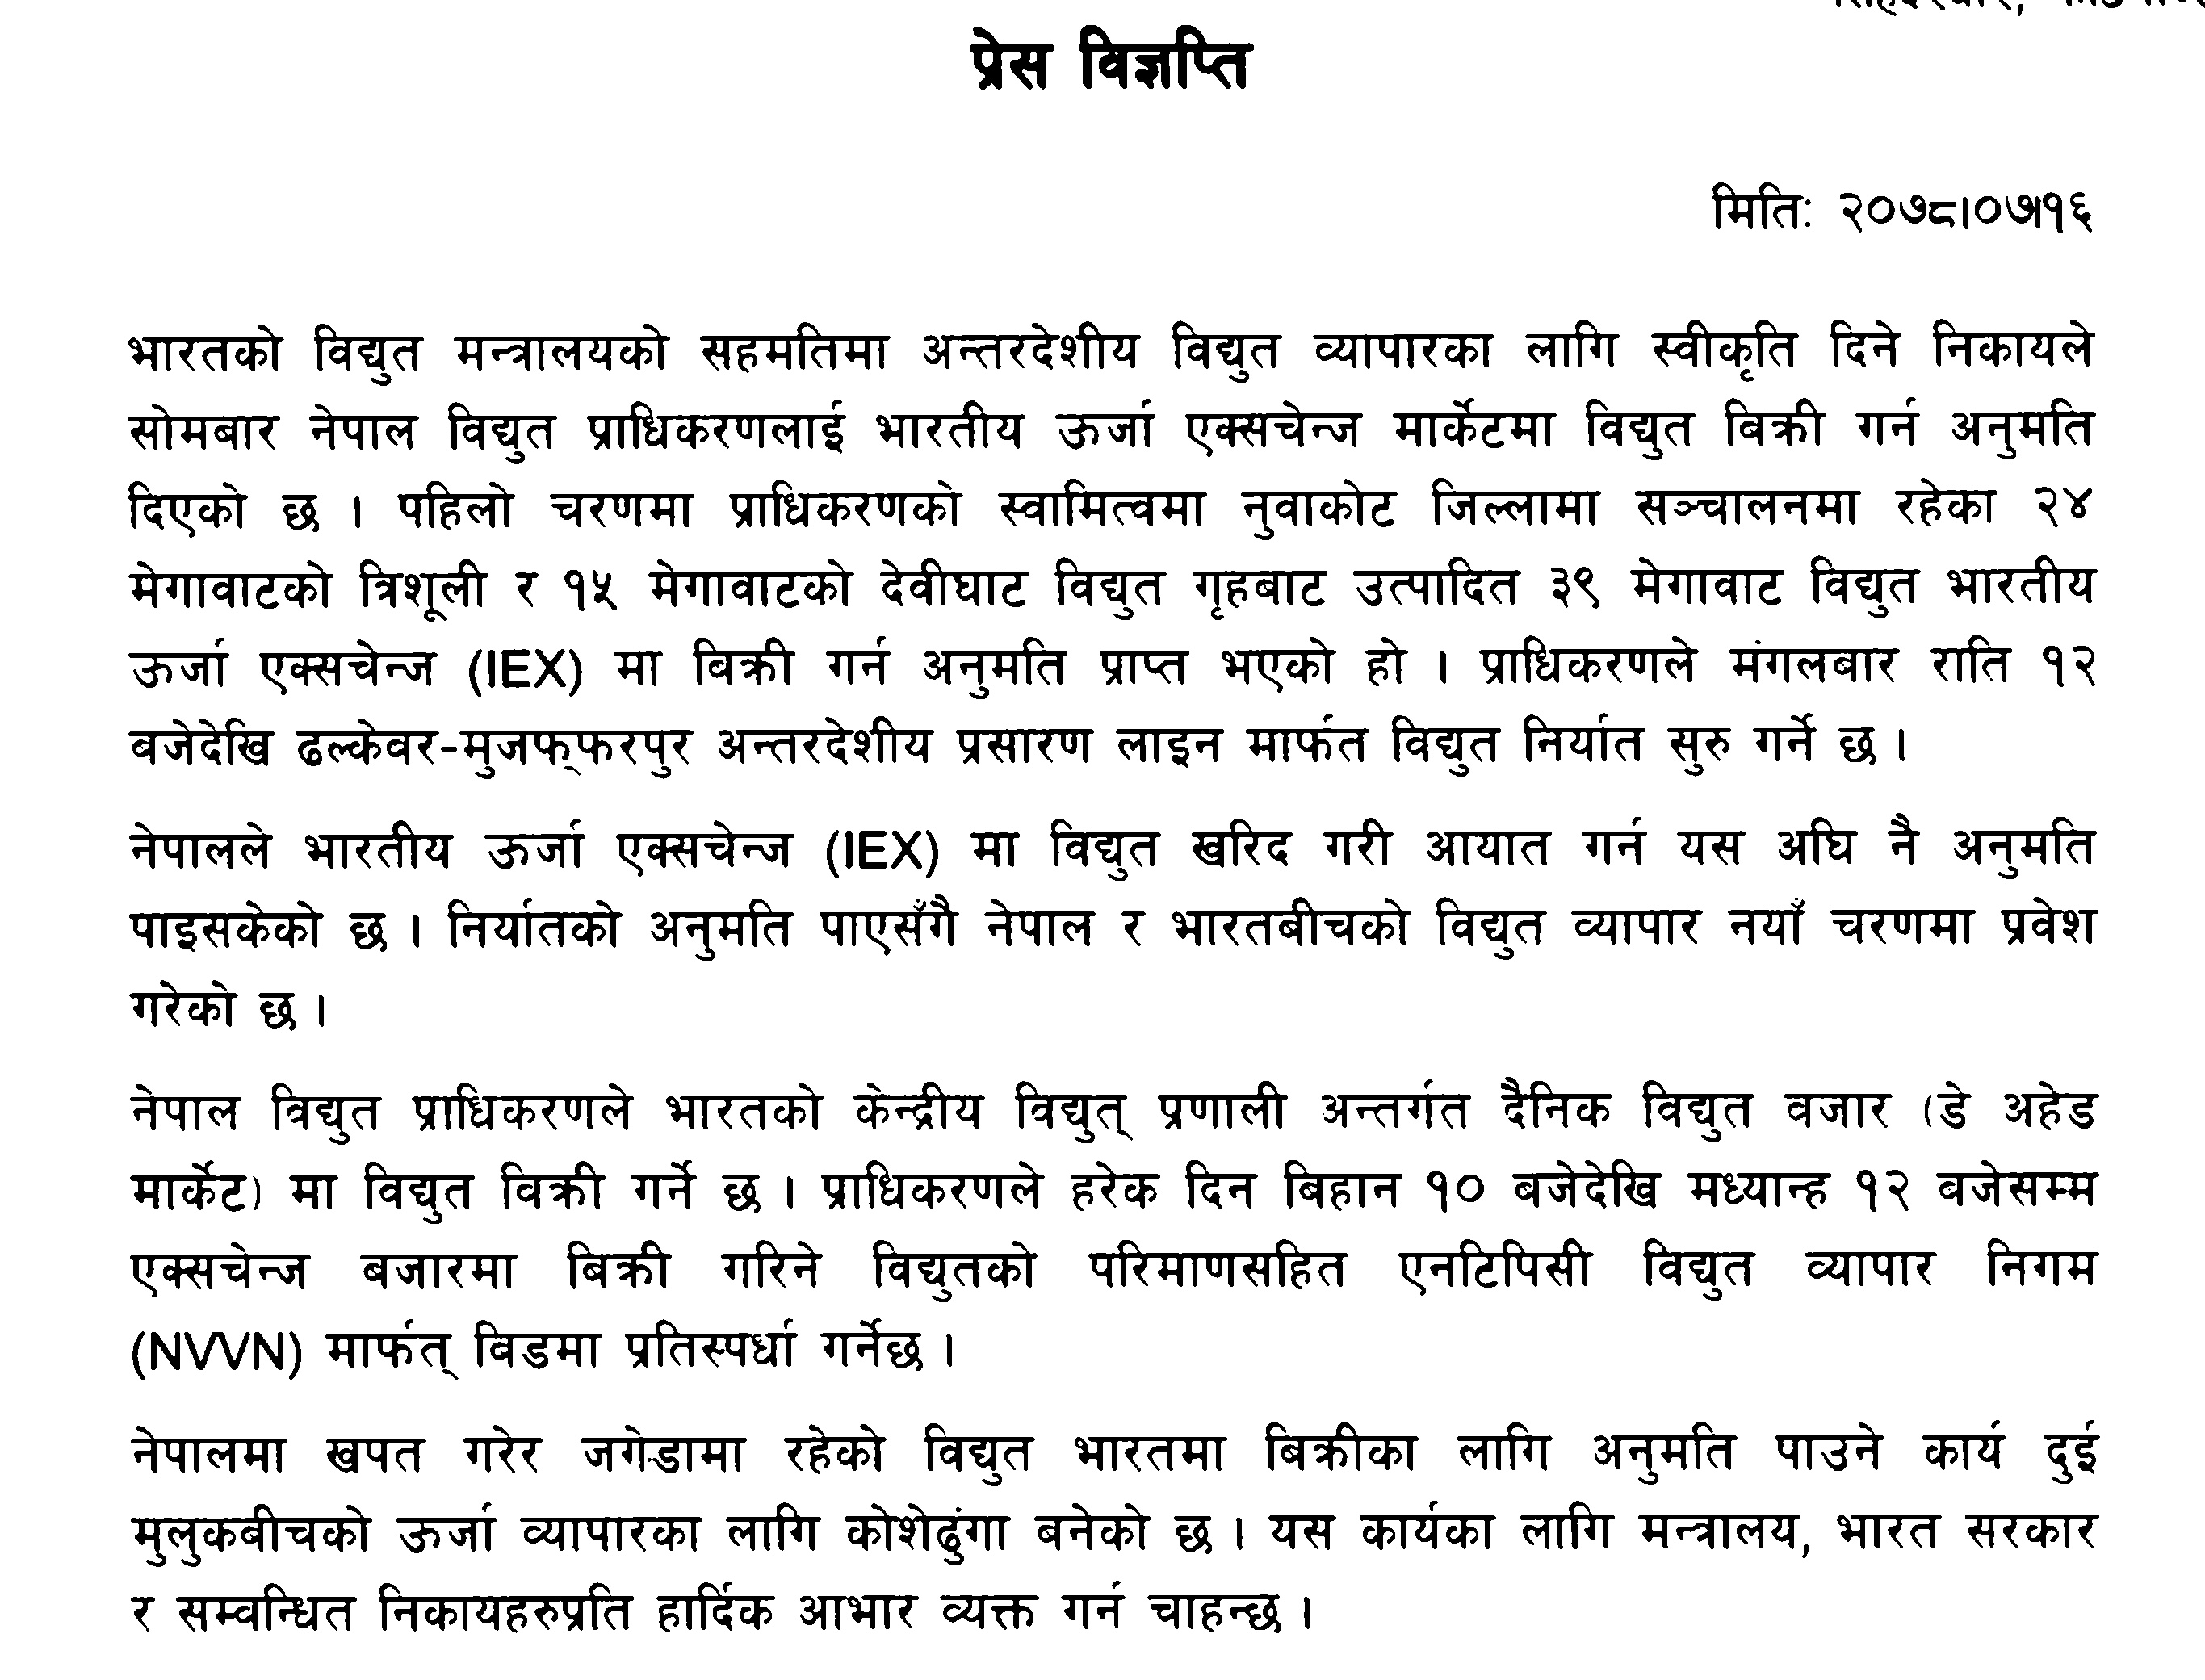 प्रेस विज्ञप्ति
मितिः २०७८।०७।१६
भारतको विद्युत मन्त्रालयको सहमतिमा अन्तरदेशीय विद्युत व्यापारका लागि स्वीकृति दिने निकायले
सोमबार नेपाल विद्युत प्राधिकरणलाई भारतीय ऊर्जा एक्सचेन्ज मार्केटमा विद्युत बिक्री गर्न अनुमति
दिएको छ । पहिलो चरणमा प्राधिकरणको स्वामित्वमा नुवाकोट जिल्लामा सञ्चालनमा रहेका २४
मेगावाटको त्रिशूली र १५ मेगावाटको देवीघाट विद्युत गृहबाट उत्पादित ३९ मेगावाट विद्युत भारतीय
ऊर्जा एक्सचेन्ज (IEX) मा बिक्री गर्न अनुमति प्राप्त भएको हो । प्राधिकरणले मंगलबार राति १२
बजेदेखि ढल्केवर-मुजफ्फरपुर अन्तरदेशीय प्रसारण लाइन मार्फत विद्युत निर्यात सुरु गर्ने छ ।
नेपालले भारतीय ऊर्जा एक्सचेन्ज (IEX) मा विद्युत खरिद गरी आयात गर्न यस अघि नै अनुमति
पाइसकेको छ । निर्यातको अनुमति पाएसँगै नेपाल र भारतबीचको विद्युत व्यापार नयाँ चरणमा प्रवेश
गरेको छ ।
नेपाल विद्युत प्राधिकरणले भारतको केन्द्रीय विद्युत् प्रणाली अन्तर्गत दैनिक विद्युत वजार (डे अहेड
मार्केट) मा विद्युत विक्री गर्ने छ । प्राधिकरणले हरेक दिन बिहान १० बजेदेखि मध्यान्ह १२ बजेसम्म
एक्सचेन्ज बजारमा बिक्री गरिने विद्युतको परिमाणसहित एनटिपिसी विद्युत व्यापार निगम
(NVVN) मार्फत् विडमा प्रतिस्पर्धा गर्नेछ ।
नेपालमा खपत गरेर जगेडामा रहेको विद्युत भारतमा बिक्रीका लागि अनुमति पाउने कार्य दुई
मुलुकबीचको ऊर्जा व्यापारका लागि कोशेढुंगा बनेको छ । यस कार्यका लागि मन्त्रालय, भारत सरकार
र सम्वन्धित निकायहरुप्रति हार्दिक आभार व्यक्त गर्न चाहन्छ ।